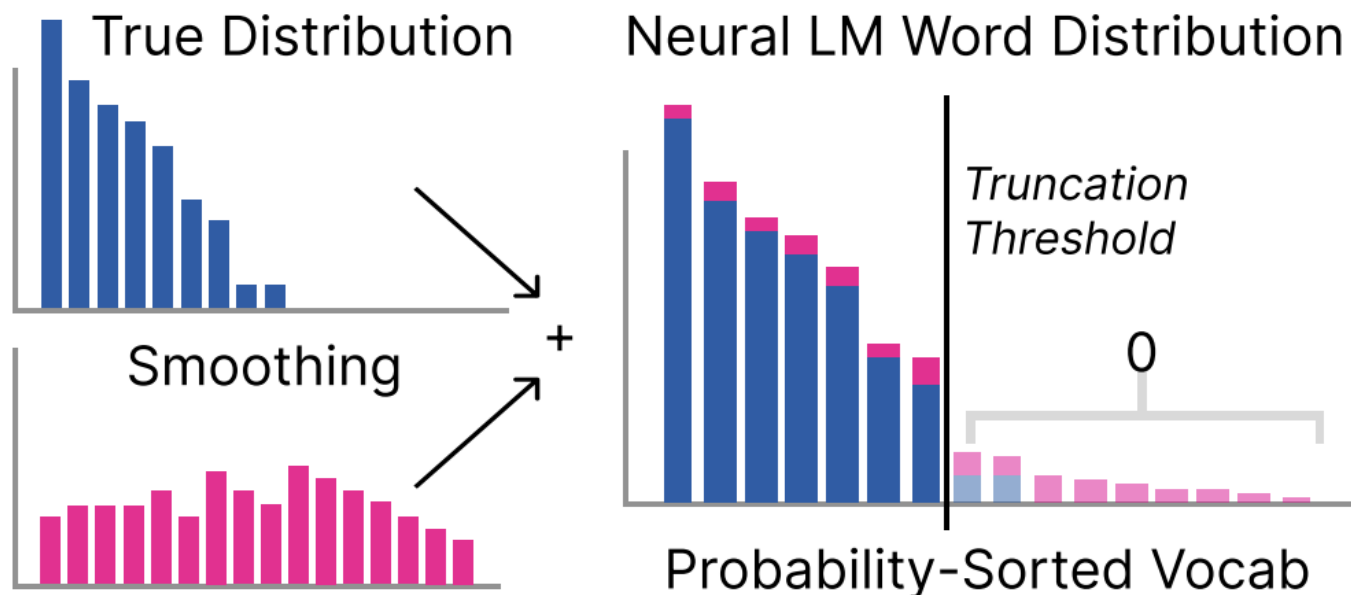 True Distribution
Smoothing
+
Neural LM Word Distribution
Truncation
Threshold
0
Probability-Sorted Vocab